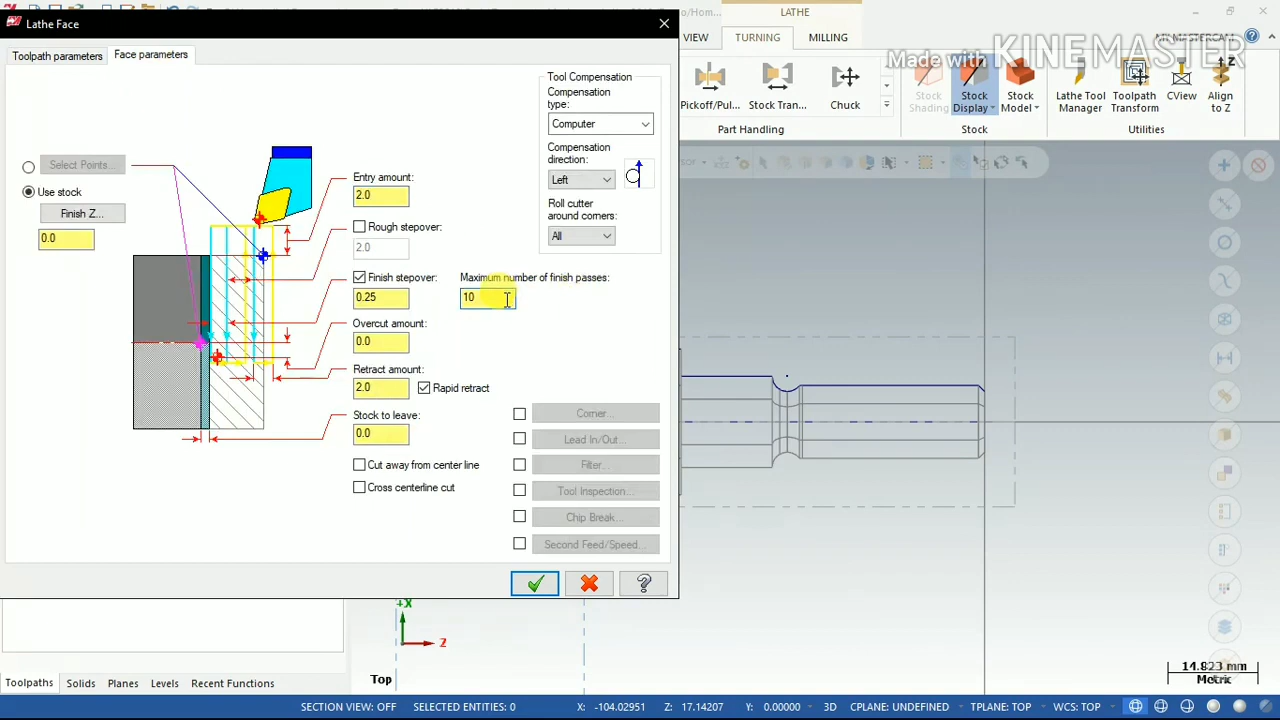 Lathe Face
LATHE
Toolpath parameters
Face parameters
VIEW
TURNING
MILLING
MY MASTERCAM
Made with KINEMASTER
Select Points...
Use stock
Finish Z...
0.0
Entry amount:
2.0
Rough stepover:
2.0
Finish stepover:
0.25
Maximum number of finish passes:
10
Overcut amount:
0.0
Retract amount:
2.0
Rapid retract
Stock to leave:
0.0
Cut away from center line
Cross centerline cut
Tool Compensation
Compensation
type:
Computer
Compensation
direction:
Left
Roll cutter
around corners:
All
Corner...
Lead In/Out...
Filter...
Tool Inspection...
Chip Break...
Second Feed/Speed...
Pickoff/Pul...
Stock Tran...
Chuck
Part Handling
Stock
Shading
Stock
Display
Stock
Model
Stock
Lathe Tool
Manager
Toolpath
Transform
CView
Z
Align
to Z
Utilities
+X
Z
Top
14.823 mm
Metric
Toolpaths
Solids
Planes
Levels
Recent Functions
SECTION VIEW: OFF
SELECTED ENTITIES: 0
X: -104.02951
Z: 17.14207
Y: 0.00000
3D
CPLANE: UNDEFINED
TPLANE: TOP
WCS: TOP